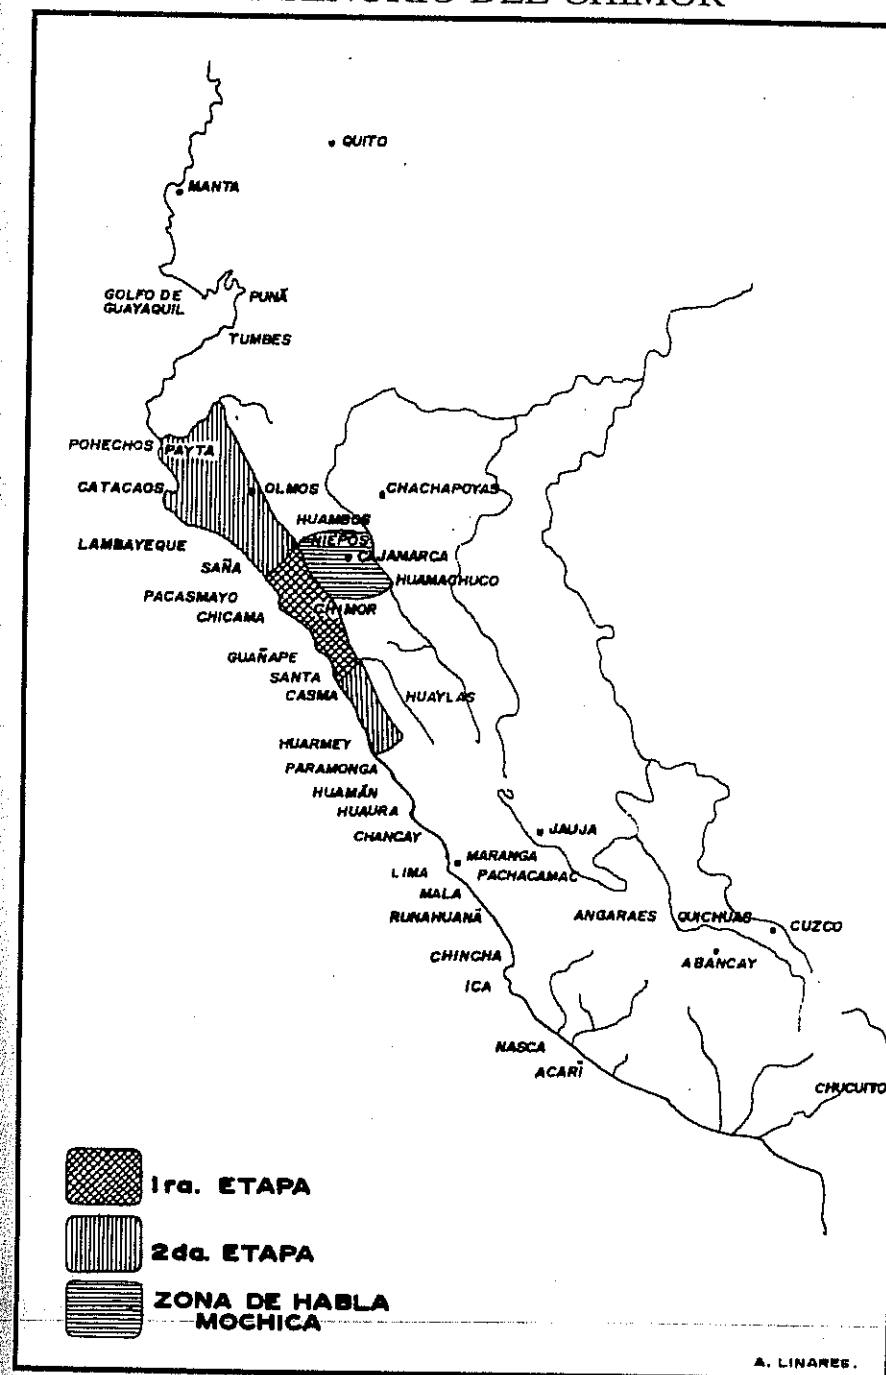 DEL CHIMOR
QUITO
MANTA
GOLFO DE
GUAYAQUIL
PUNÁ
TUMBES
POHECHOS
PAYTA
CATACAOS
OLMOS
CHACHAPOYAS
HUAMBOS
LAMBAYEQUE
CAJAMARCA
SAÑA
HUAMACHUCO
PACASMAYO
CHIMOR
CHICAMA
GUAÑAPE
SANTA
CASMA
HUAYLAS
HUARMEY
PARAMONGA
HUAMÁN
HUAURA
CHANCAY
JAUJA
MARANGA
LIMA
PACHACAMAC
MALA
RUNAHUANÁ
ANGARAES
QUICHUAS
CUZCO
CHINCHA
ABANCAY
ICA
NASCA
ACARÍ
CHUCUITO
1ra. ETAPA
2da. ETAPA
ZONA DE HABLA
MOCHICA
A. LINARES.